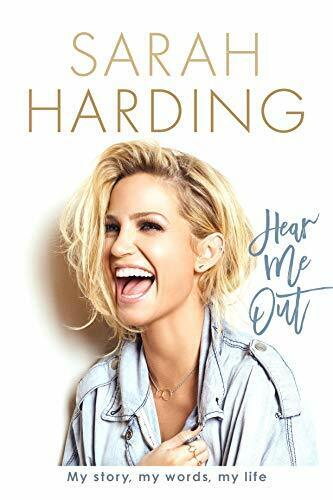 SARAH
HARDING
Hear
Me
Out
My story, my words, my life